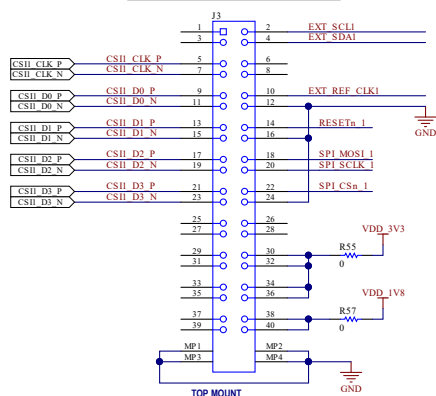 J3
1 2 EXT_SCL1
3 4 EXT_SDA1
CSI1_CLK_P CSI1_CLK_P 5 6
CSI1_CLK_N CSI1_CLK_N 7 8
CSI1_D0_P CSI1_D0_P 9 10 EXT_REF_CLK1
CSI1_D0_N CSI1_D0_N 11 12
GND
CSI1_D1_P CSI1_D1_P 13 14 RESETn_1
CSI1_D1_N CSI1_D1_N 15 16
CSI1_D2_P CSI1_D2_P 17 18 SPI_MOSI_1
CSI1_D2_N CSI1_D2_N 19 20 SPI_SCLK_1
CSI1_D3_P CSI1_D3_P 21 22 SPI_CSn_1
CSI1_D3_N CSI1_D3_N 23 24
25 26
27 28
VDD_3V3
29 30 R55
31 32 0
33 34
35 36
VDD_1V8
37 38 R57
39 40 0
MP1 MP2
MP3 MP4
GND
TOP MOUNT